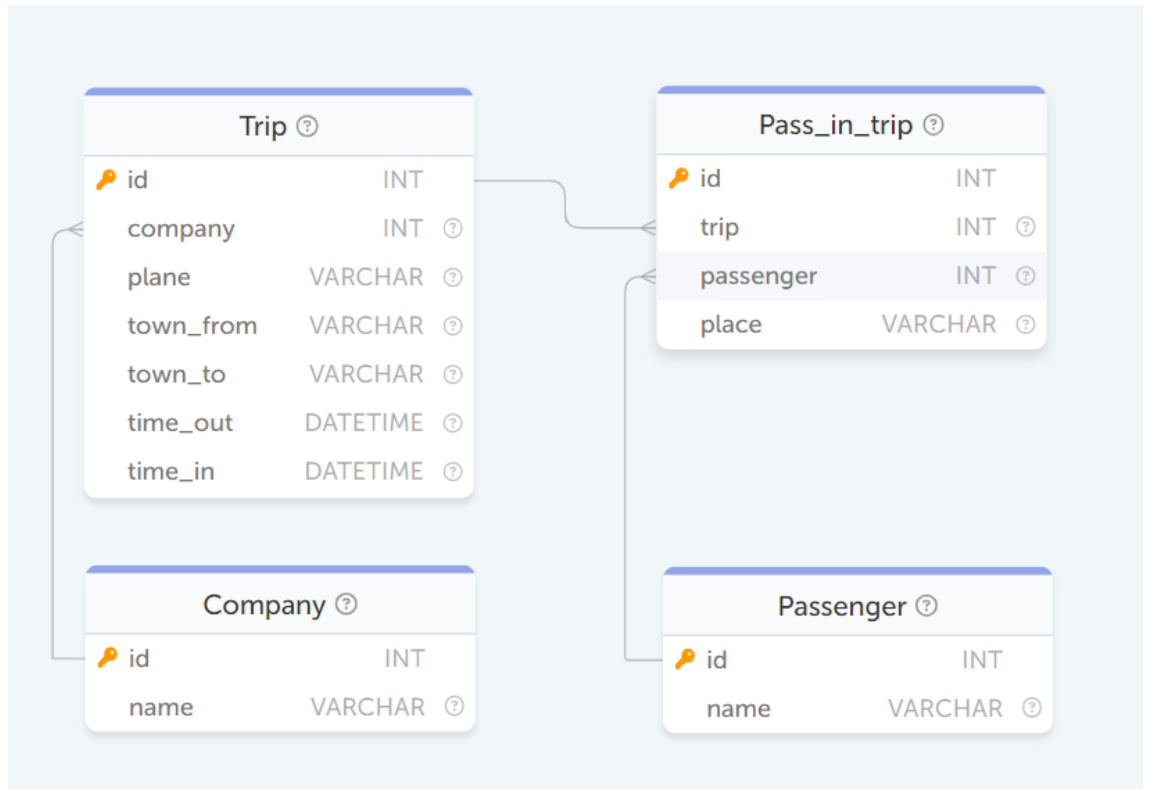 Trip
id INT
company INT
plane VARCHAR
town_from VARCHAR
town_to VARCHAR
time_out DATETIME
time_in DATETIME
Pass_in_trip
id INT
trip INT
passenger INT
place VARCHAR
Company
id INT
name VARCHAR
Passenger
id INT
name VARCHAR